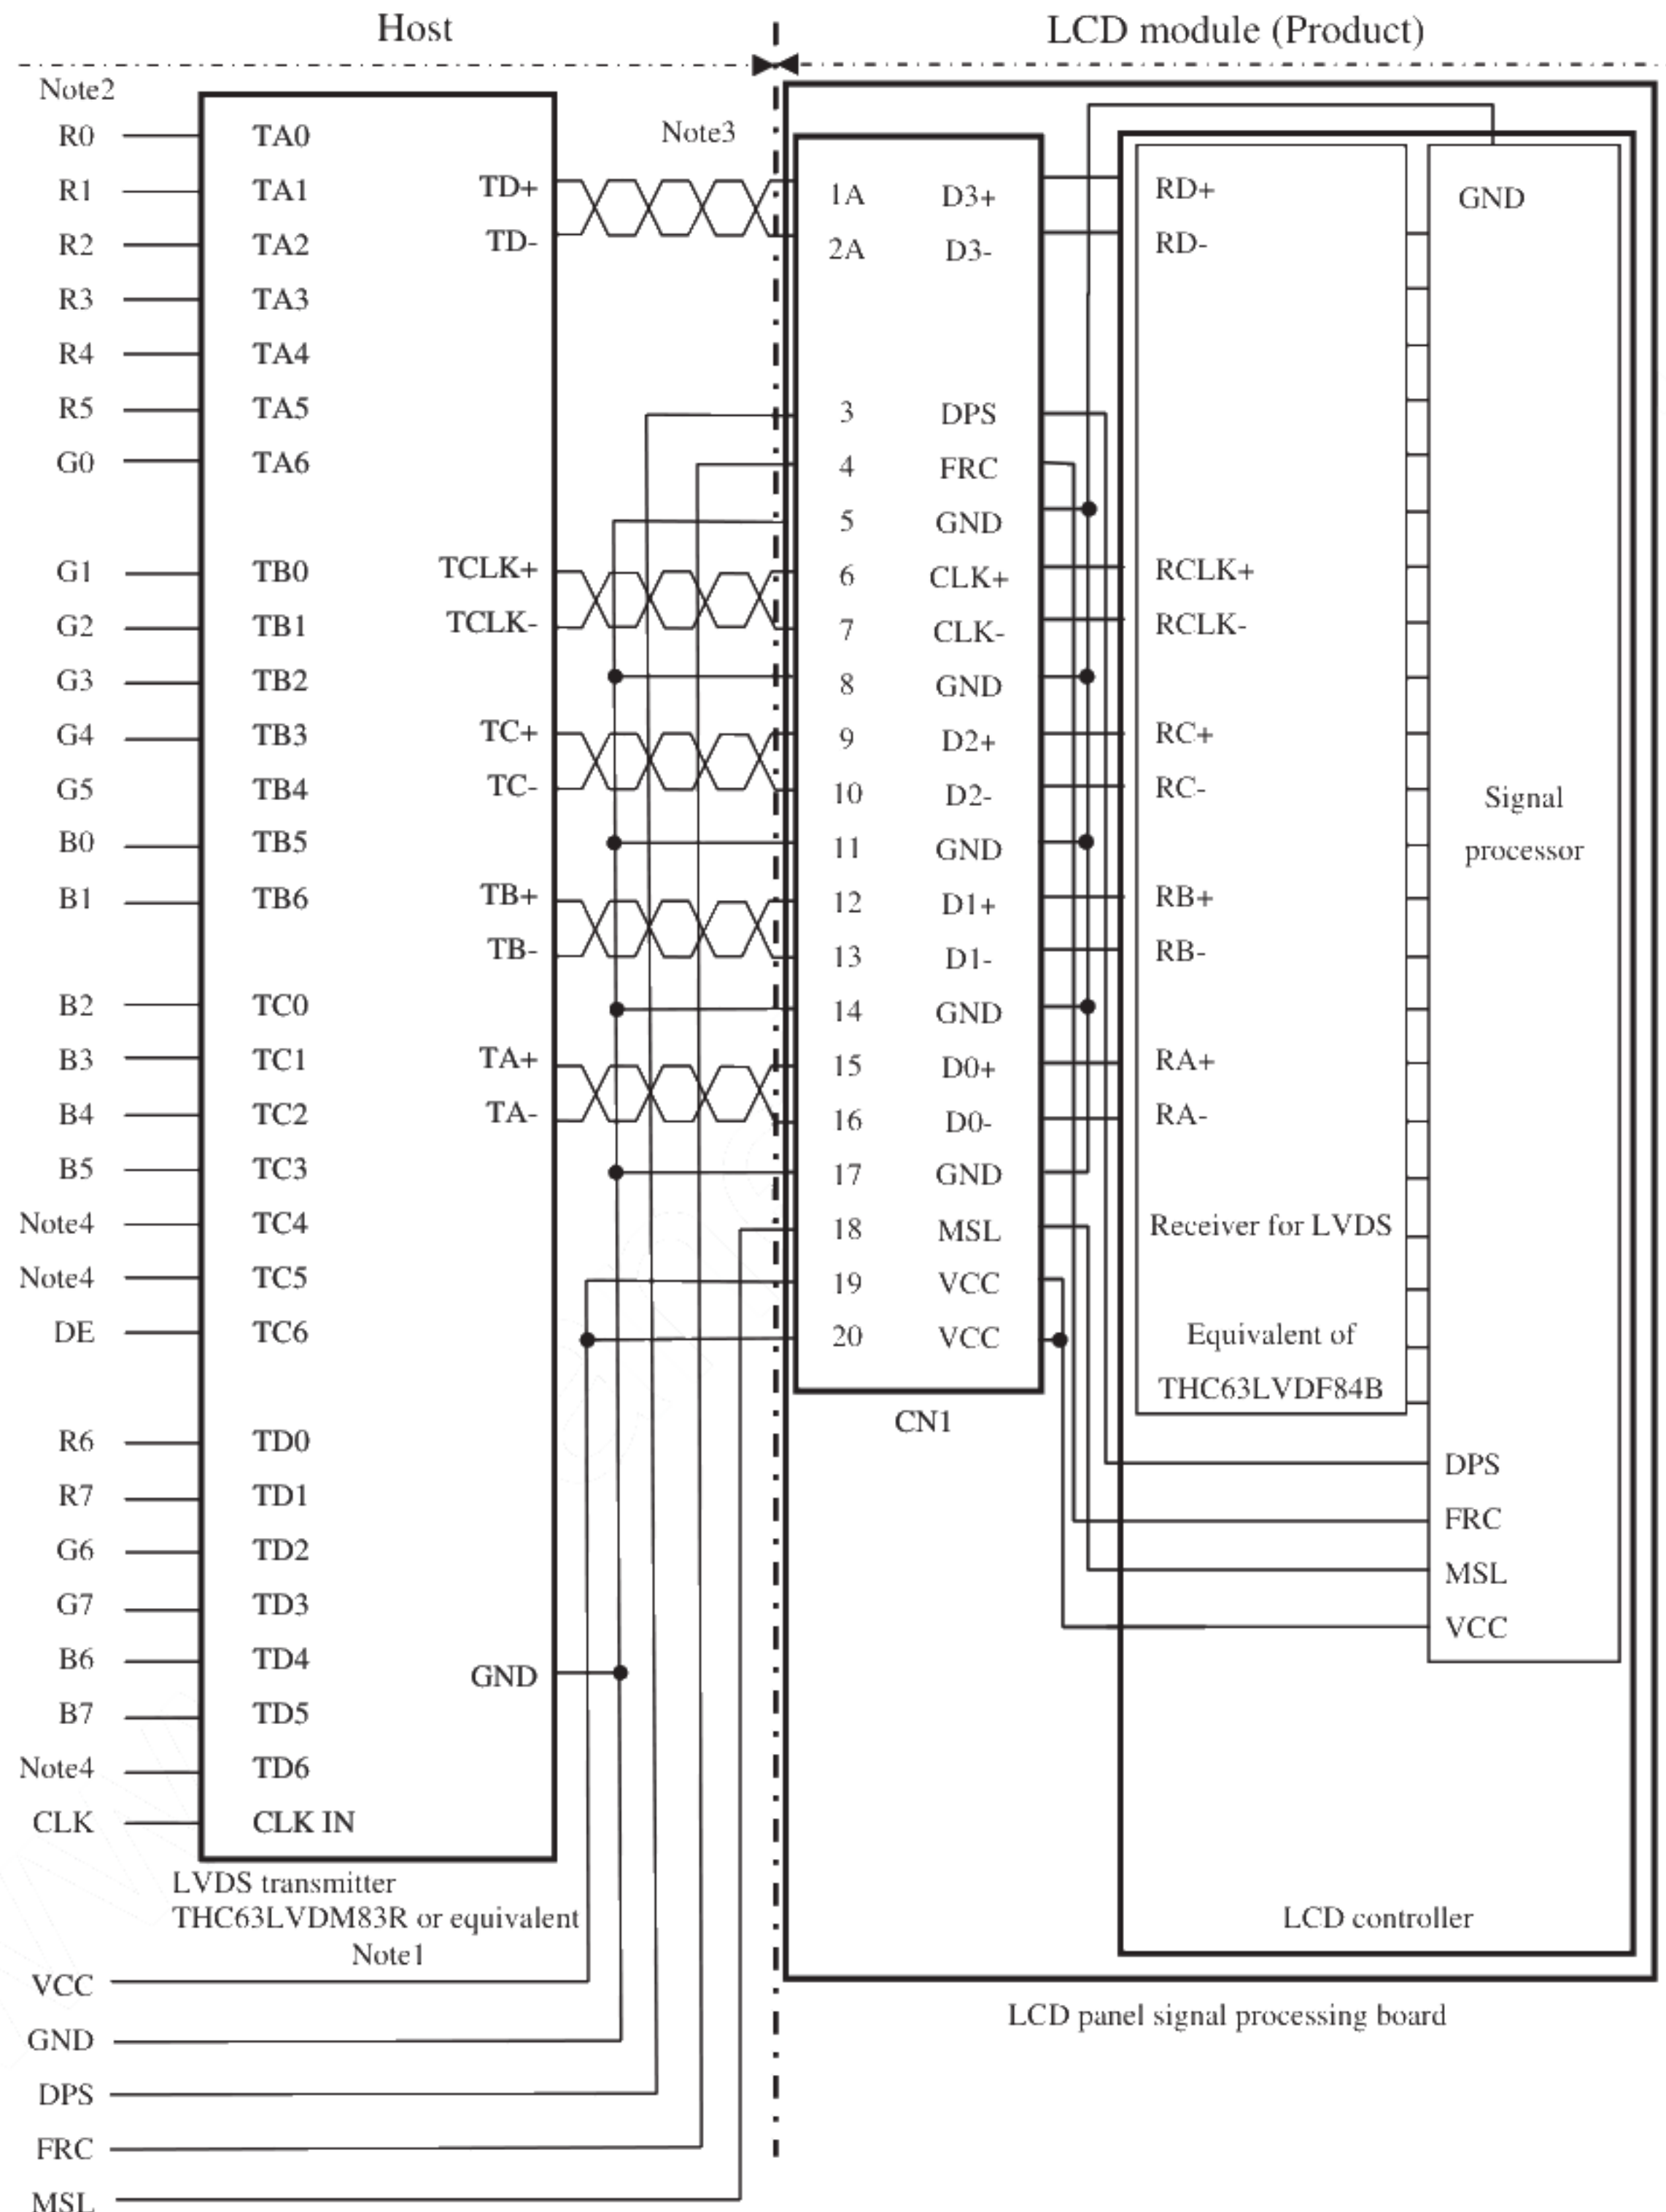 Host
LCD module (Product)
Note2
Note3
R0 TA0
R1 TA1
R2 TA2
R3 TA3
R4 TA4
R5 TA5
G0 TA6
G1 TB0
G2 TB1
G3 TB2
G4 TB3
G5 TB4
B0 TB5
B1 TB6
B2 TC0
B3 TC1
B4 TC2
B5 TC3
Note4 TC4
Note4 TC5
DE TC6
R6 TD0
R7 TD1
G6 TD2
G7 TD3
B6 TD4
B7 TD5
Note4 TD6
CLK CLK IN
TD+
TD-
TCLK+
TCLK-
TC+
TC-
TB+
TB-
TA+
TA-
GND
LVDS transmitter
THC63LVDM83R or equivalent
Note1
VCC
GND
DPS
FRC
MSL
1A D3+
2A D3-
3 DPS
4 FRC
5 GND
6 CLK+
7 CLK-
8 GND
9 D2+
10 D2-
11 GND
12 D1+
13 D1-
14 GND
15 D0+
16 D0-
17 GND
18 MSL
19 VCC
20 VCC
CN1
RD+
RD-
RCLK+
RCLK-
RC+
RC-
RB+
RB-
RA+
RA-
Receiver for LVDS
Equivalent of
THC63LVDF84B
GND
Signal
processor
DPS
FRC
MSL
VCC
LCD controller
LCD panel signal processing board